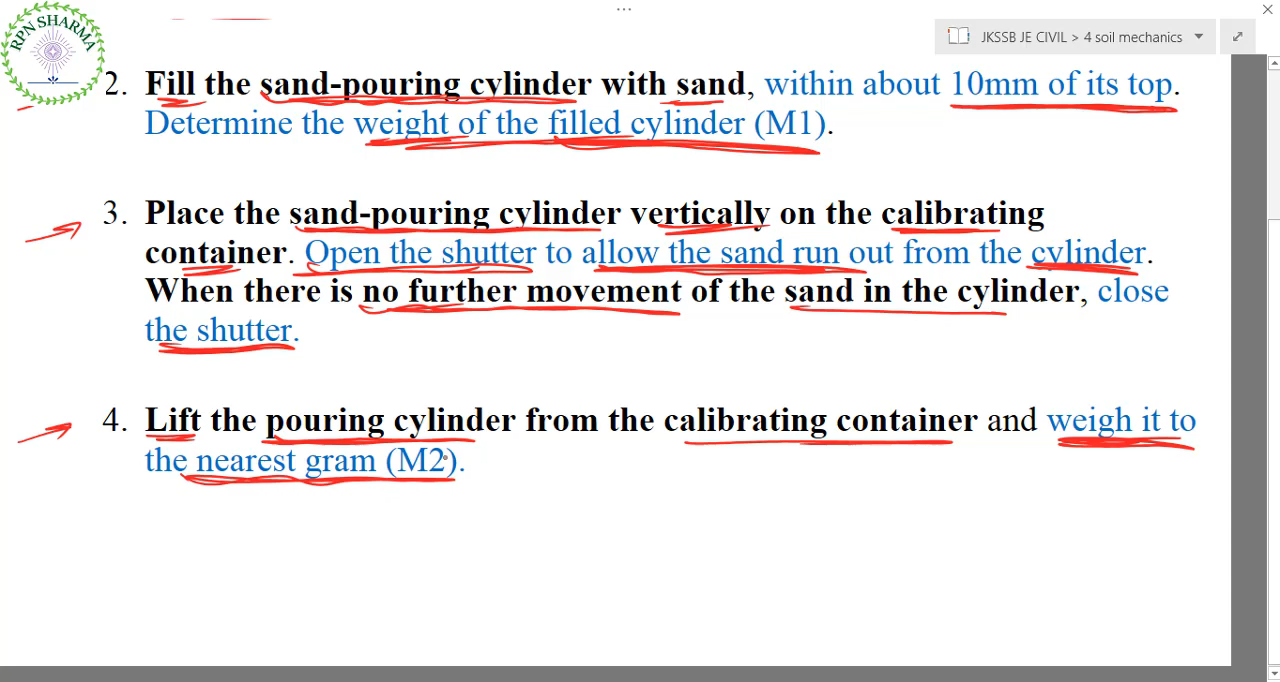 RPN SHARMA
JKSSB JE CIVIL > 4 soil mechanics
2. Fill the sand-pouring cylinder with sand, within about 10mm of its top.
Determine the weight of the filled cylinder (M1).
3. Place the sand-pouring cylinder vertically on the calibrating
container. Open the shutter to allow the sand run out from the cylinder.
When there is no further movement of the sand in the cylinder, close
the shutter.
4. Lift the pouring cylinder from the calibrating container and weigh it to
the nearest gram (M2).